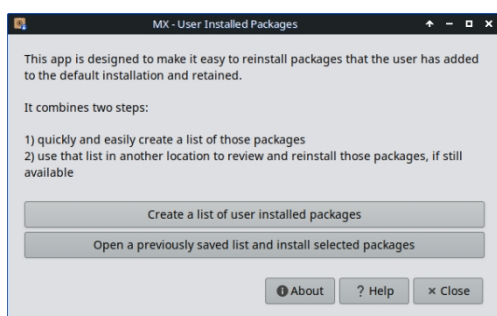 MX - User Installed Packages
This app is designed to make it easy to reinstall packages that the user has added
to the default installation and retained.
It combines two steps:
1) quickly and easily create a list of those packages
2) use that list in another location to review and reinstall those packages, if still
available
Create a list of user installed packages
Open a previously saved list and install selected packages
About ? Help × Close